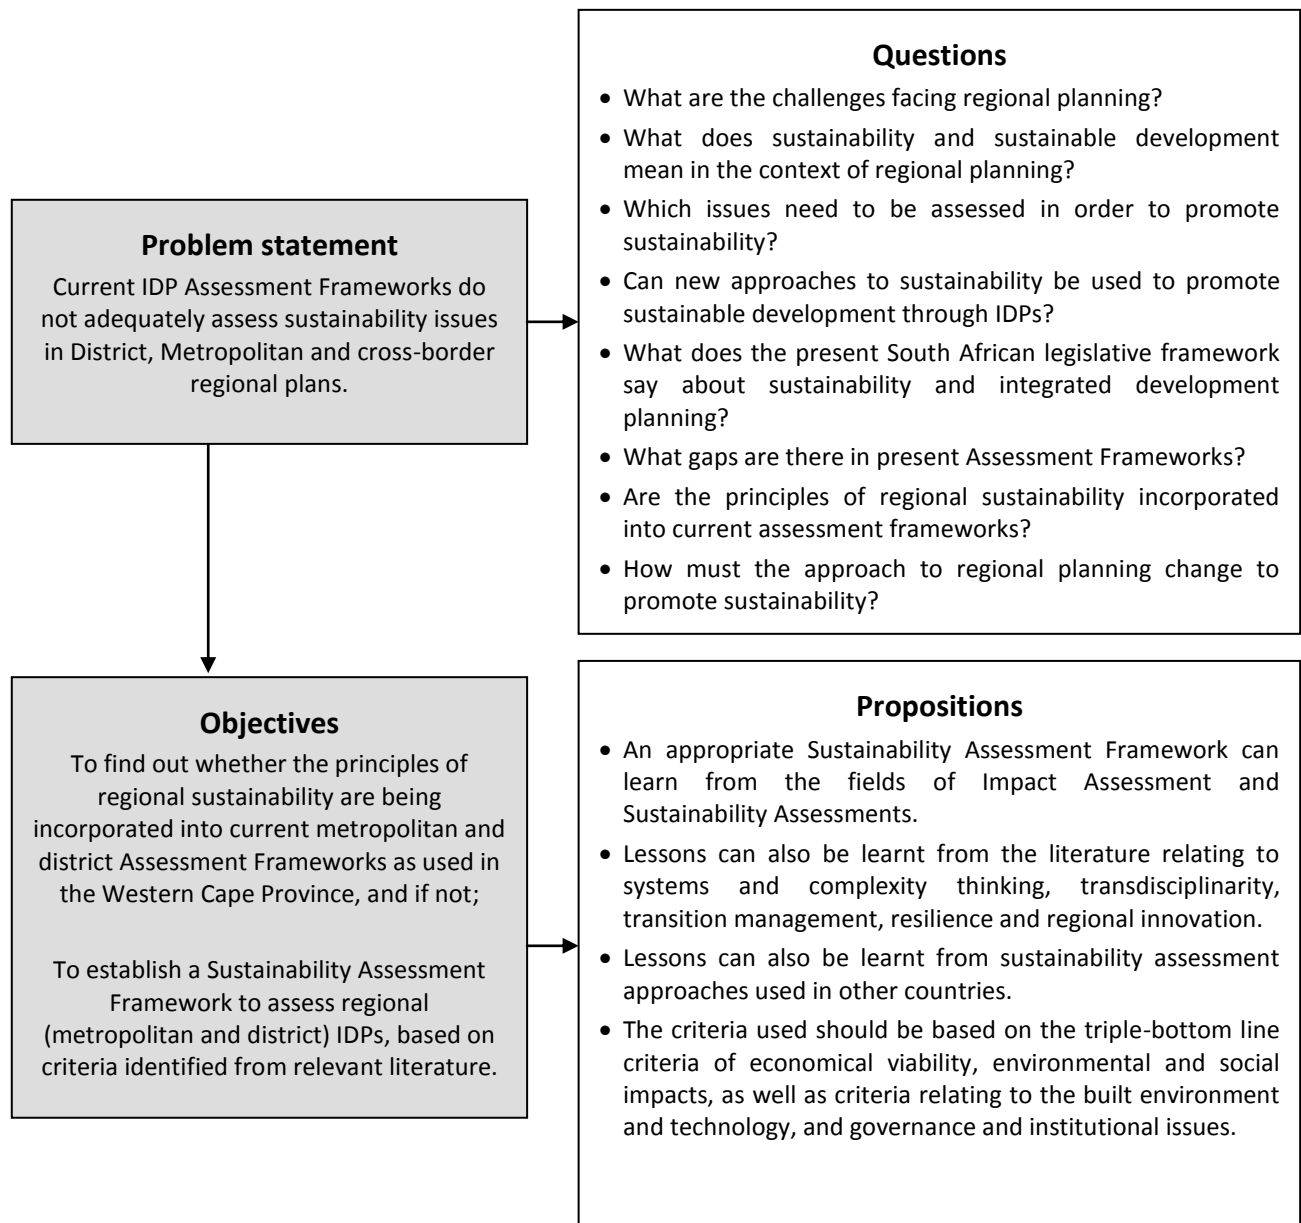 Questions
• What are the challenges facing regional planning?
• What does sustainability and sustainable development
mean in the context of regional planning?
• Which issues need to be assessed in order to promote
sustainability?
• Can new approaches to sustainability be used to promote
sustainable development through IDPs?
• What does the present South African legislative framework
say about sustainability and integrated development
planning?
• What gaps are there in present Assessment Frameworks?
• Are the principles of regional sustainability incorporated
into current assessment frameworks?
• How must the approach to regional planning change to
promote sustainability?
Problem statement
Current IDP Assessment Frameworks do
not adequately assess sustainability issues
in District, Metropolitan and cross-border
regional plans.
Objectives
To find out whether the principles of
regional sustainability are being
incorporated into current metropolitan and
district Assessment Frameworks as used in
the Western Cape Province, and if not;
To establish a Sustainability Assessment
Framework to assess regional
(metropolitan and district) IDPs, based on
criteria identified from relevant literature.
Propositions
• An appropriate Sustainability Assessment Framework can
learn from the fields of Impact Assessment and
Sustainability Assessments.
• Lessons can also be learnt from the literature relating to
systems and complexity thinking, transdisciplinarity,
transition management, resilience and regional innovation.
• Lessons can also be learnt from sustainability assessment
approaches used in other countries.
• The criteria used should be based on the triple-bottom line
criteria of economical viability, environmental and social
impacts, as well as criteria relating to the built environment
and technology, and governance and institutional issues.